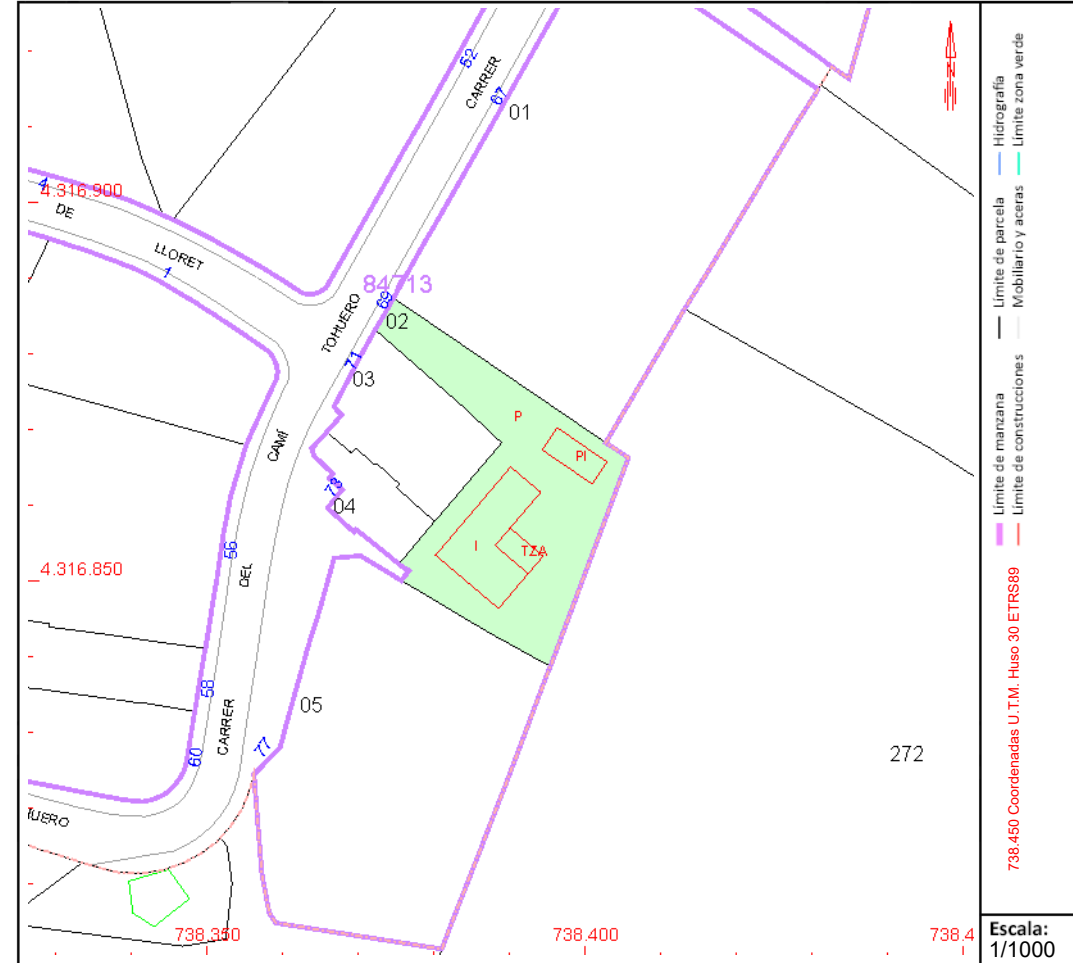 52
CARRER
67
01
4
4.316.900
DE
LLORET
1
84713
69
02
TOHUERO
71
03
P
PI
CAMÍ
73
04
I
TZA
56
DEL
4.316.850
58
05
CARRER
60
77
272
738.350
738.400
738.4
N
Hidrografía
Límite zona verde
Límite de parcela
Mobiliario y aceras
Límite de manzana
Límite de construcciones
738.450 Coordenadas U.T.M. Huso 30 ETRS89
Escala:
1/1000